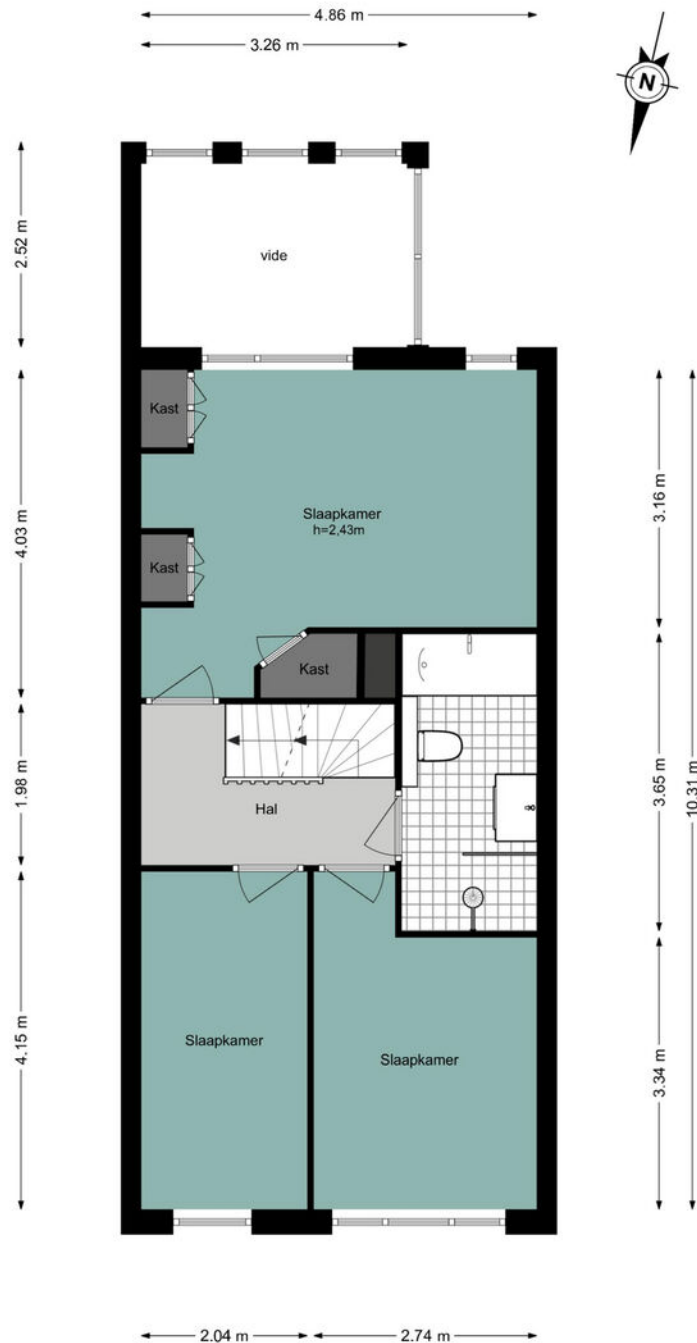 4.86 m
3.26 m
N
2.52 m
vide
Kast
4.03 m
Slaapkamer
h=2,43m
3.16 m
Kast
Kast
1.98 m
3.65 m
10.31 m
Hal
4.15 m
Slaapkamer
Slaapkamer
3.34 m
2.04 m
2.74 m